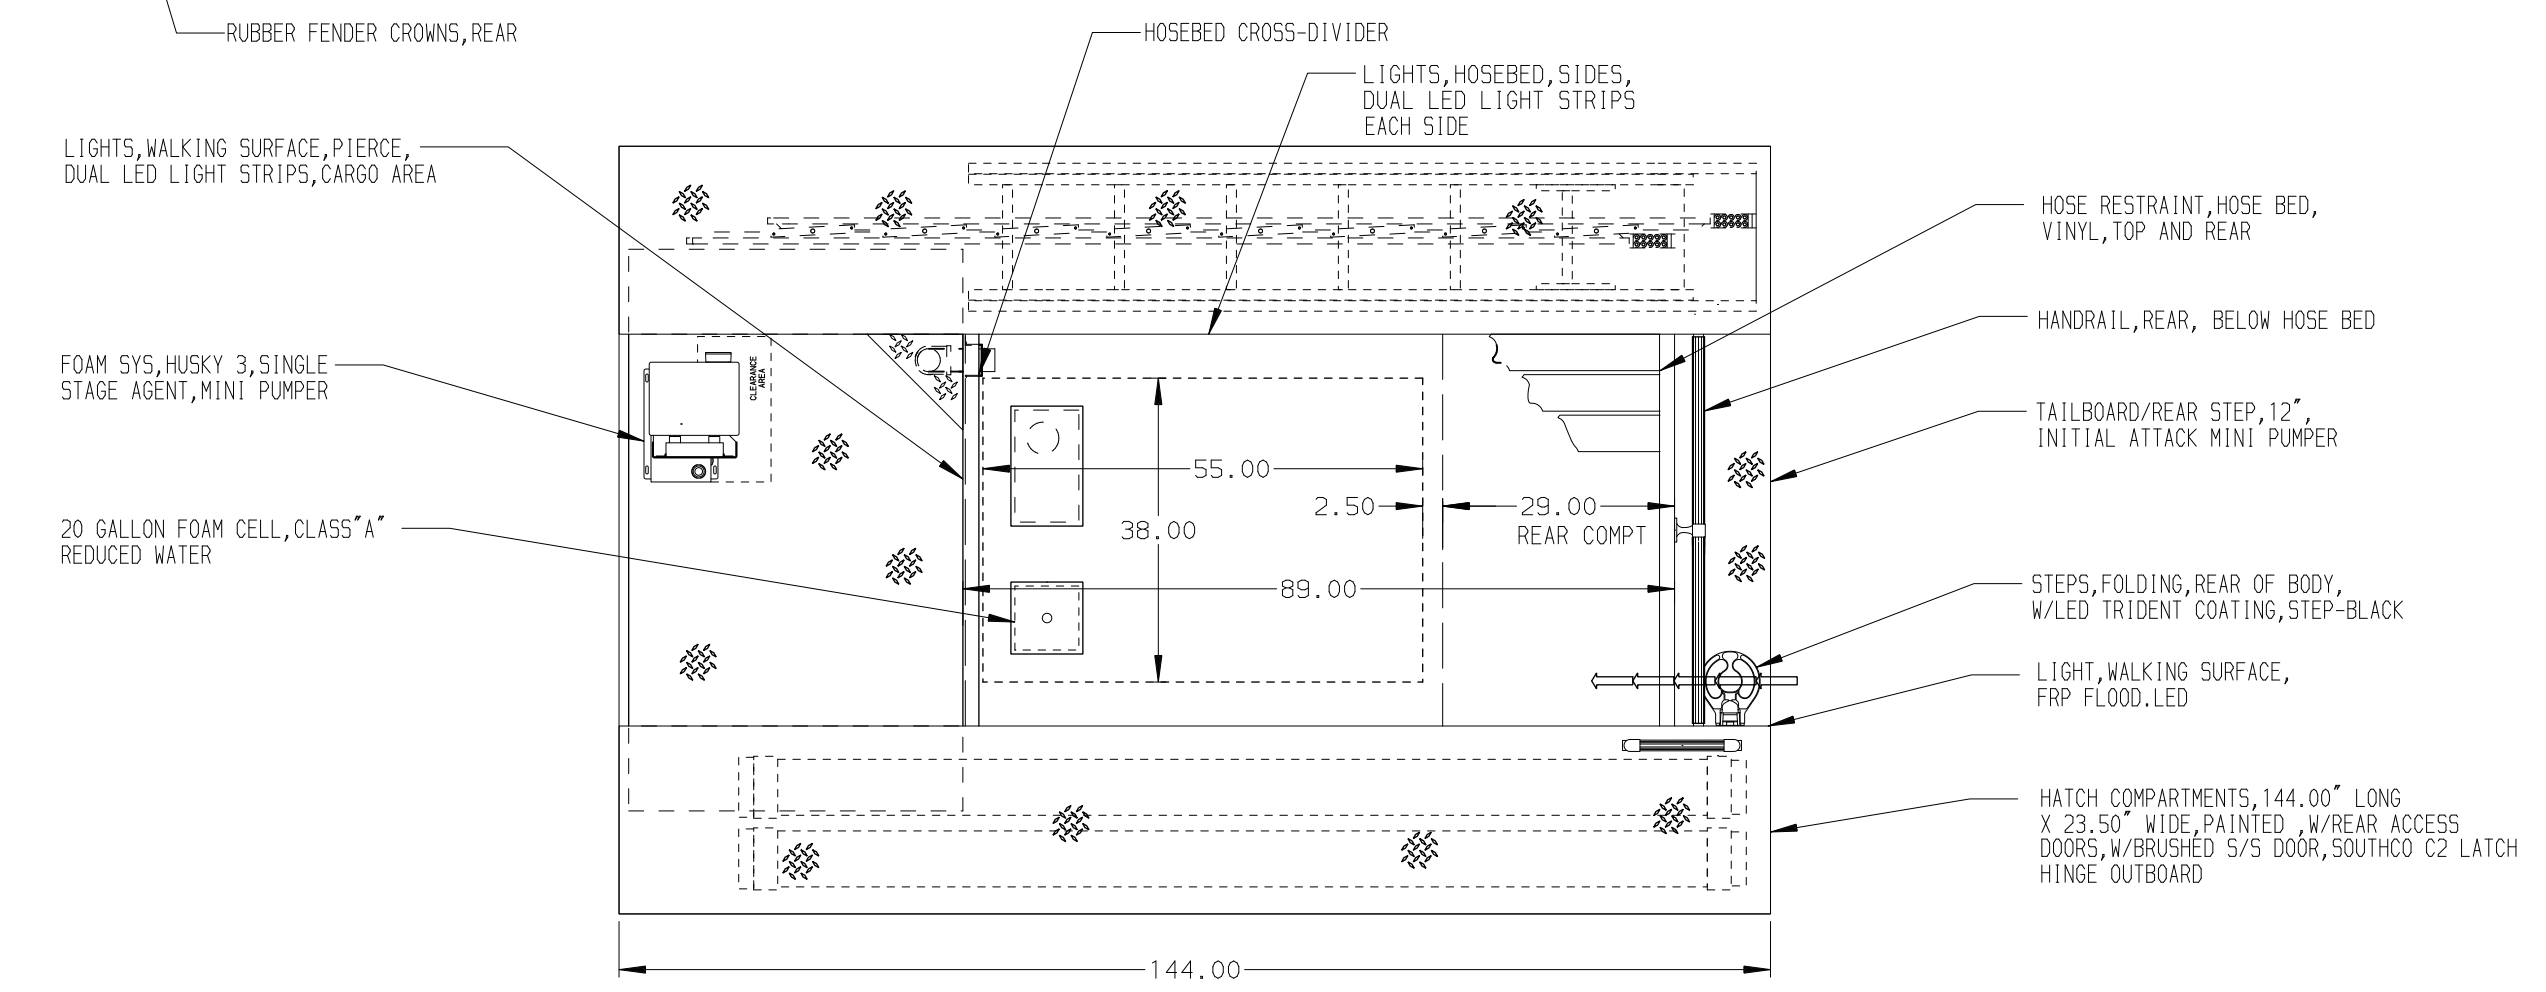 RUBBER FENDER CROWNS,REAR
HOSEBED CROSS-DIVIDER
LIGHTS,HOSEBED,SIDES,
DUAL LED LIGHT STRIPS
EACH SIDE
LIGHTS,WALKING SURFACE,PIERCE,
DUAL LED LIGHT STRIPS,CARGO AREA
HOSE RESTRAINT,HOSE BED,
VINYL,TOP AND REAR
HANDRAIL,REAR, BELOW HOSE BED
FOAM SYS,HUSKY 3,SINGLE
STAGE AGENT,MINI PUMPER
CLEARANCE
AREA
TAILBOARD/REAR STEP,12",
INITIAL ATTACK MINI PUMPER
55.00
2.50
29.00
REAR COMPT
38.00
20 GALLON FOAM CELL,CLASS"A"
REDUCED WATER
89.00
STEPS,FOLDING,REAR OF BODY,
W/LED TRIDENT COATING,STEP-BLACK
LIGHT,WALKING SURFACE,
FRP FLOOD.LED
HATCH COMPARTMENTS,144.00" LONG
X 23.50" WIDE,PAINTED ,W/REAR ACCESS
DOORS,W/BRUSHED S/S DOOR,SOUTHCO C2 LATCH
HINGE OUTBOARD
144.00